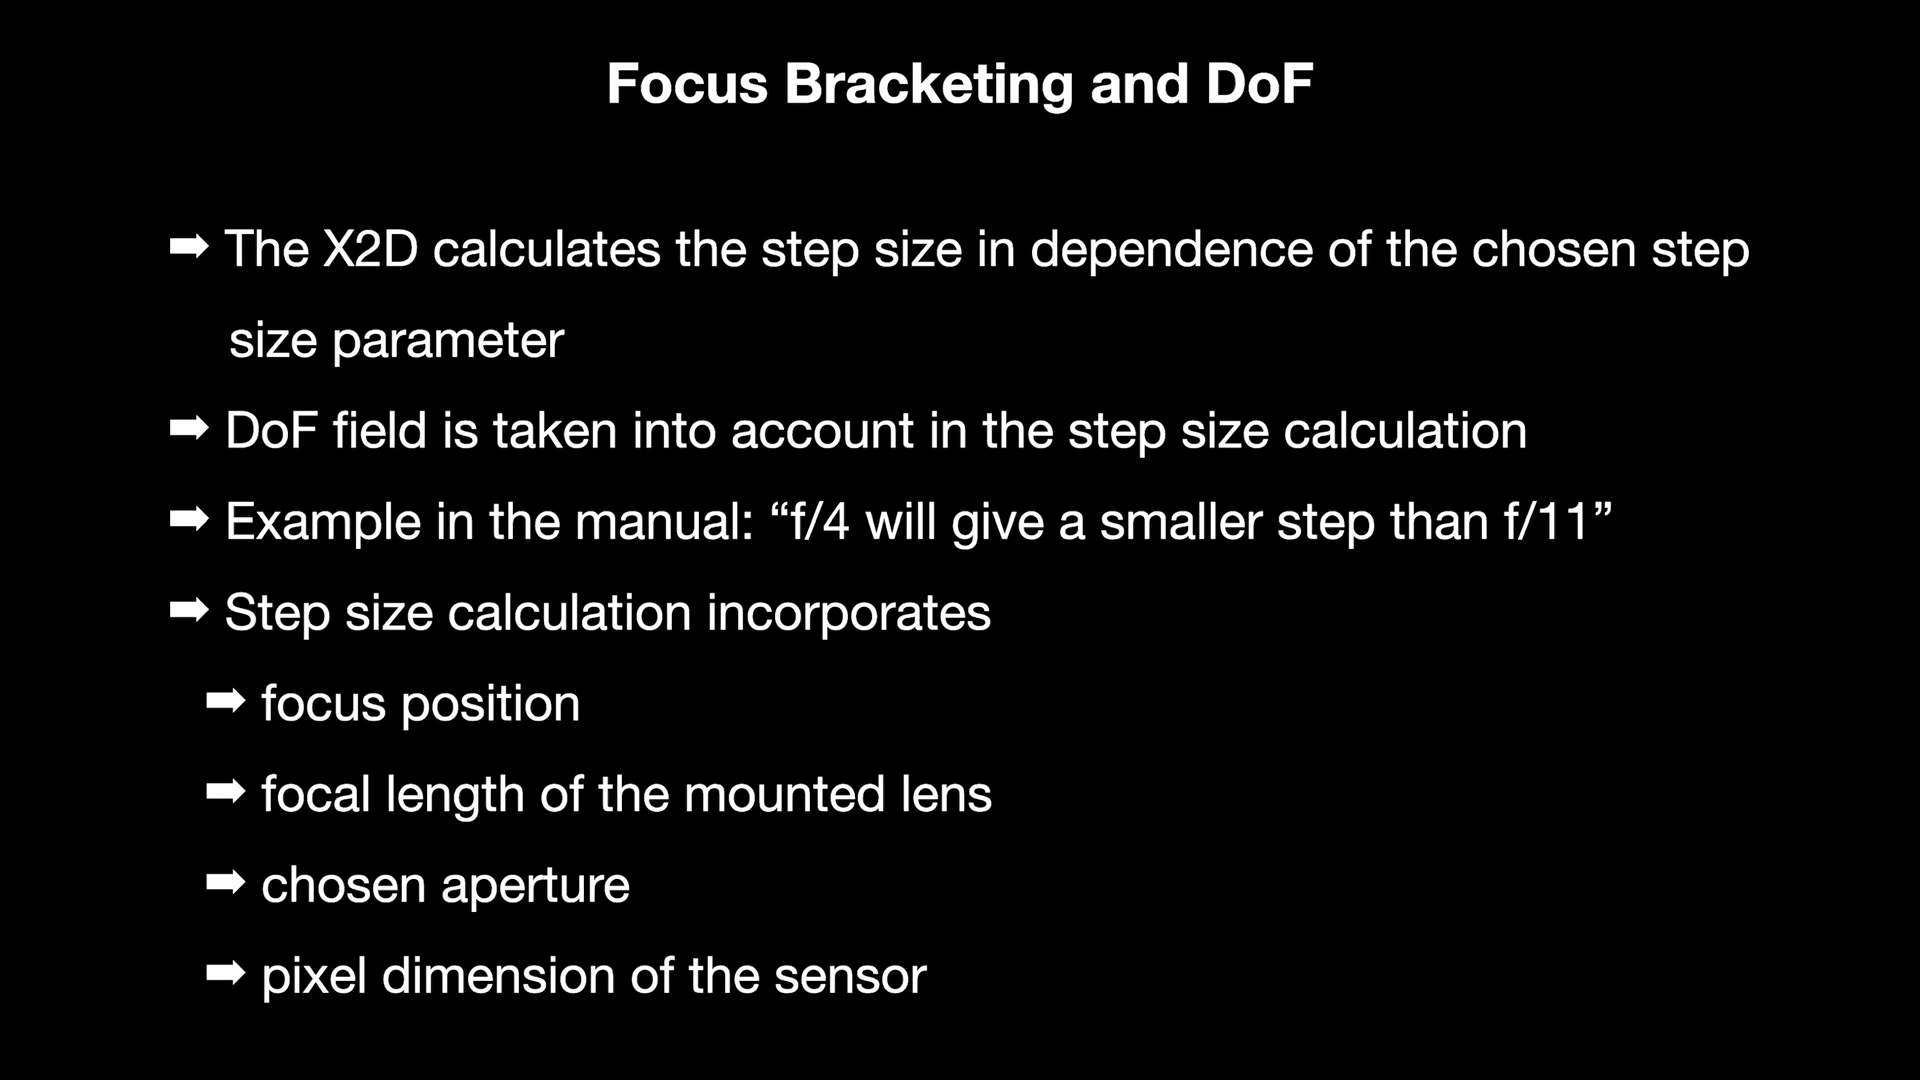 Focus Bracketing and DoF
➡ The X2D calculates the step size in dependence of the chosen step
size parameter
➡ DoF field is taken into account in the step size calculation
➡ Example in the manual: “f/4 will give a smaller step than f/11”
➡ Step size calculation incorporates
➡ focus position
➡ focal length of the mounted lens
➡ chosen aperture
➡ pixel dimension of the sensor